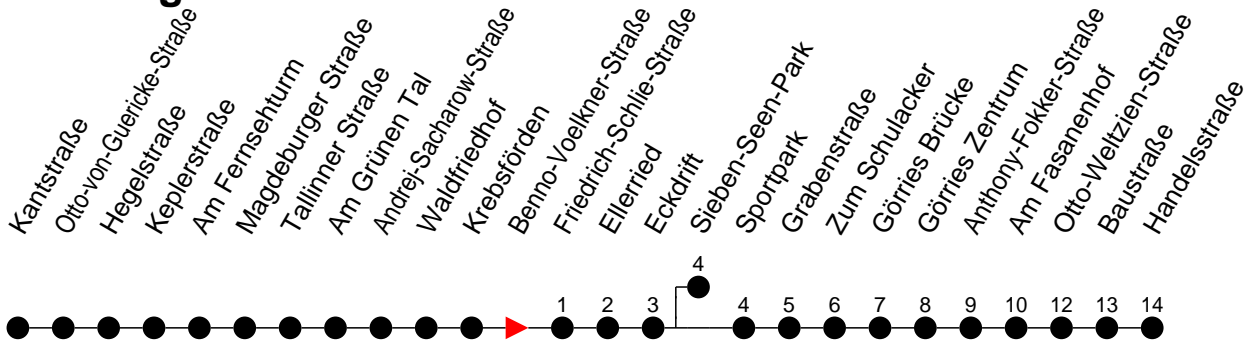 Kantstraße
Otto-von-Guericke-Straße
Hegelstraße
Keplerstraße
Am Fernsehturm
Magdeburger Straße
Tallinner Straße
Am Grünen Tal
Andrej-Sacharow-Straße
Waldfriedhof
Krebsförden
Benno-Voelkner-Straße
Friedrich-Schlie-Straße
Ellerried
Eckdrift
Sieben-Seen-Park
Sportpark
Grabenstraße
Zum Schulacker
Görries Brücke
Görries Zentrum
Anthony-Fokker-Straße
Am Fasanenhof
Otto-Weltzien-Straße
Baustraße
Handelsstraße
4
1 2 3 4 5 6 7 8 9 10 12 13 14